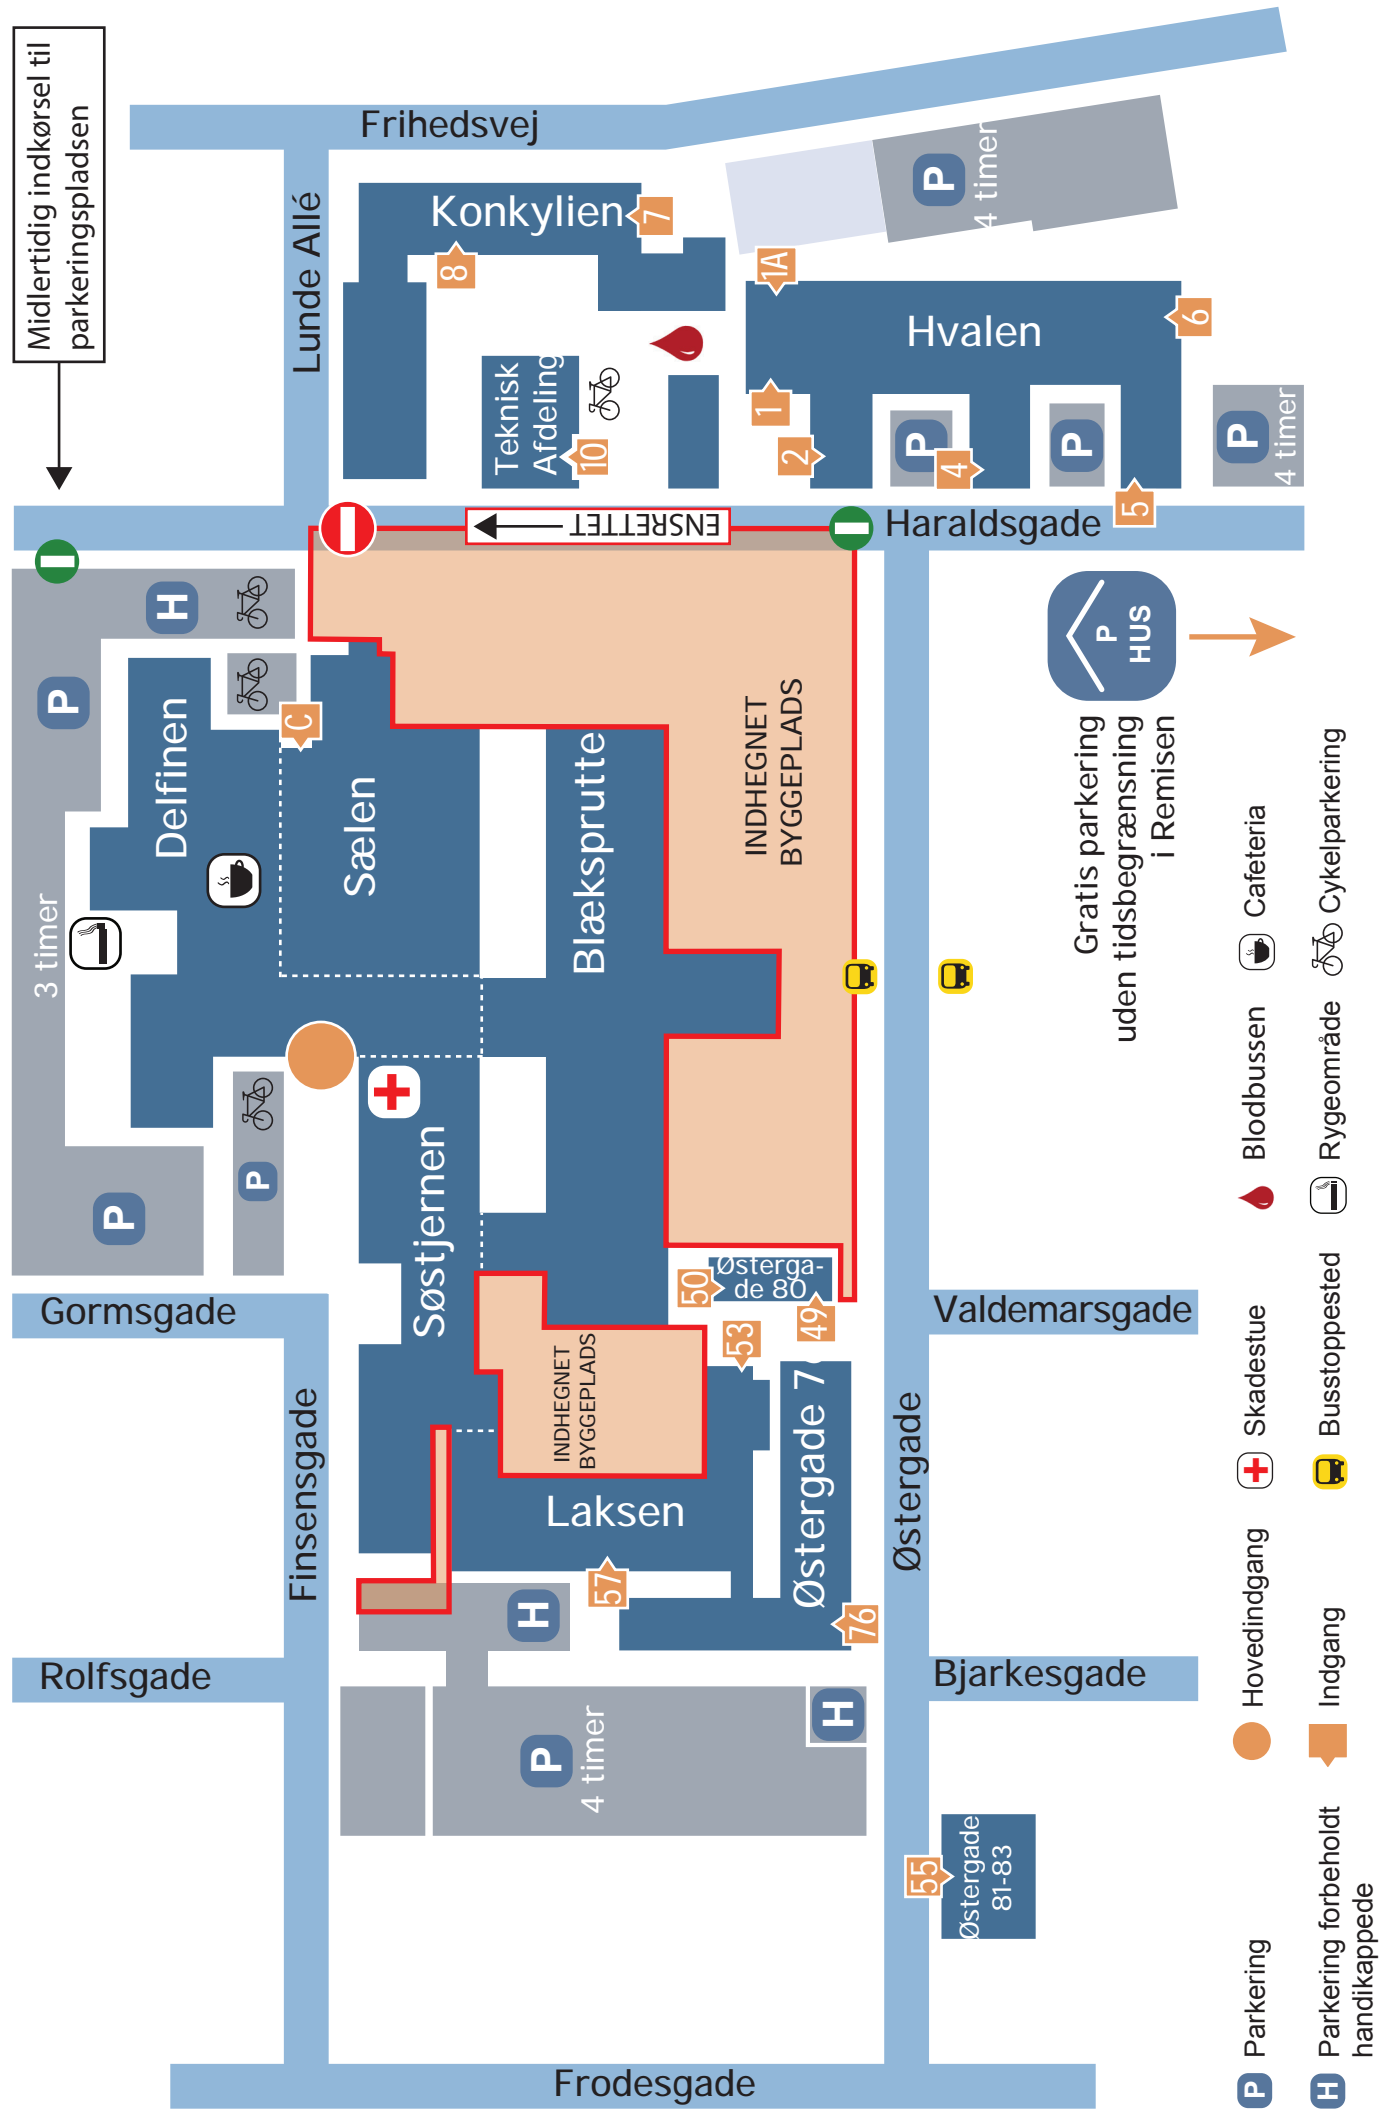 Midlertidig indkørsel til
parkeringspladsen
Frihedsvej
Lunde Allé
Konkylien
7
8
1A
P
4 timer
Teknisk
Afdeling
10
Hvalen
1
2
6
P
4
P
5
P
4 timer
ENSRETTET
Haraldsgade
H
P
3 timer
Delfinen
C
Sælen
Blæksprutte
INDHEGNET
BYGGEPLADS
P
HUS
Gratis parkering
uden tidsbegrænsning
i Remisen
P
P
Søstjernen
Gormsgade
Finsensgade
Rolfsgade
INDHEGNET
BYGGEPLADS
50
Østerga-
de 80
49
53
Østergade 7
76
Laksen
57
H
P
4 timer
H
Østergade
Valdemarsgade
Bjarkesgade
55
Østergade
81-83
Frodesgade
P Parkering
Hovedindgang
Skadestue
Blodbussen
Cafeteria
H Parkering forbeholdt
handikappede
Indgang
Busstoppested
Rygeområde
Cykelparkering